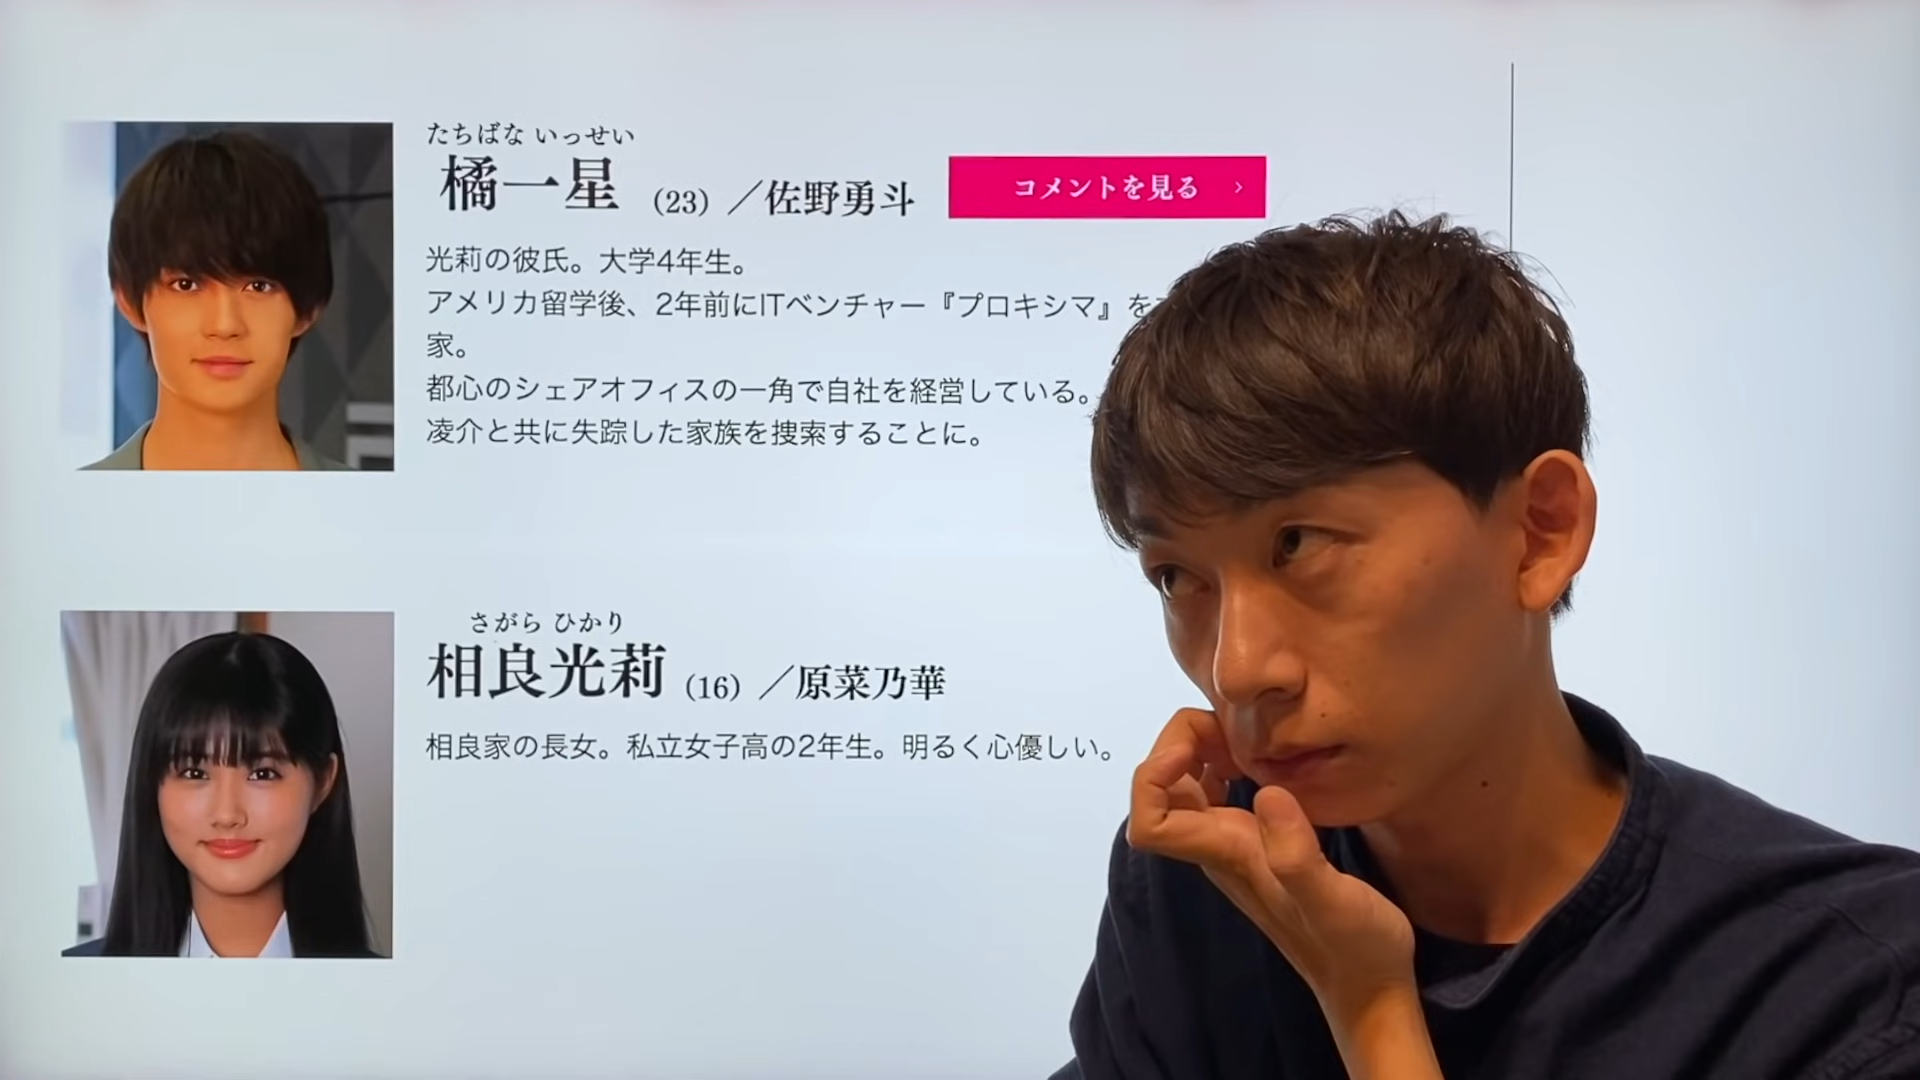 たちばな いっせい
橘一星 (23) ／佐野勇斗
コメントを見る
光莉の彼氏。大学4年生。
アメリカ留学後、2年前にITベンチャー『プロキシマ』を
家。
都心のシェアオフィスの一角で自社を経営している。
凌介と共に失踪した家族を捜索することに。
さがら ひかり
相良光莉 (16) ／原菜乃華
相良家の長女。私立女子高の2年生。明るく心優しい。